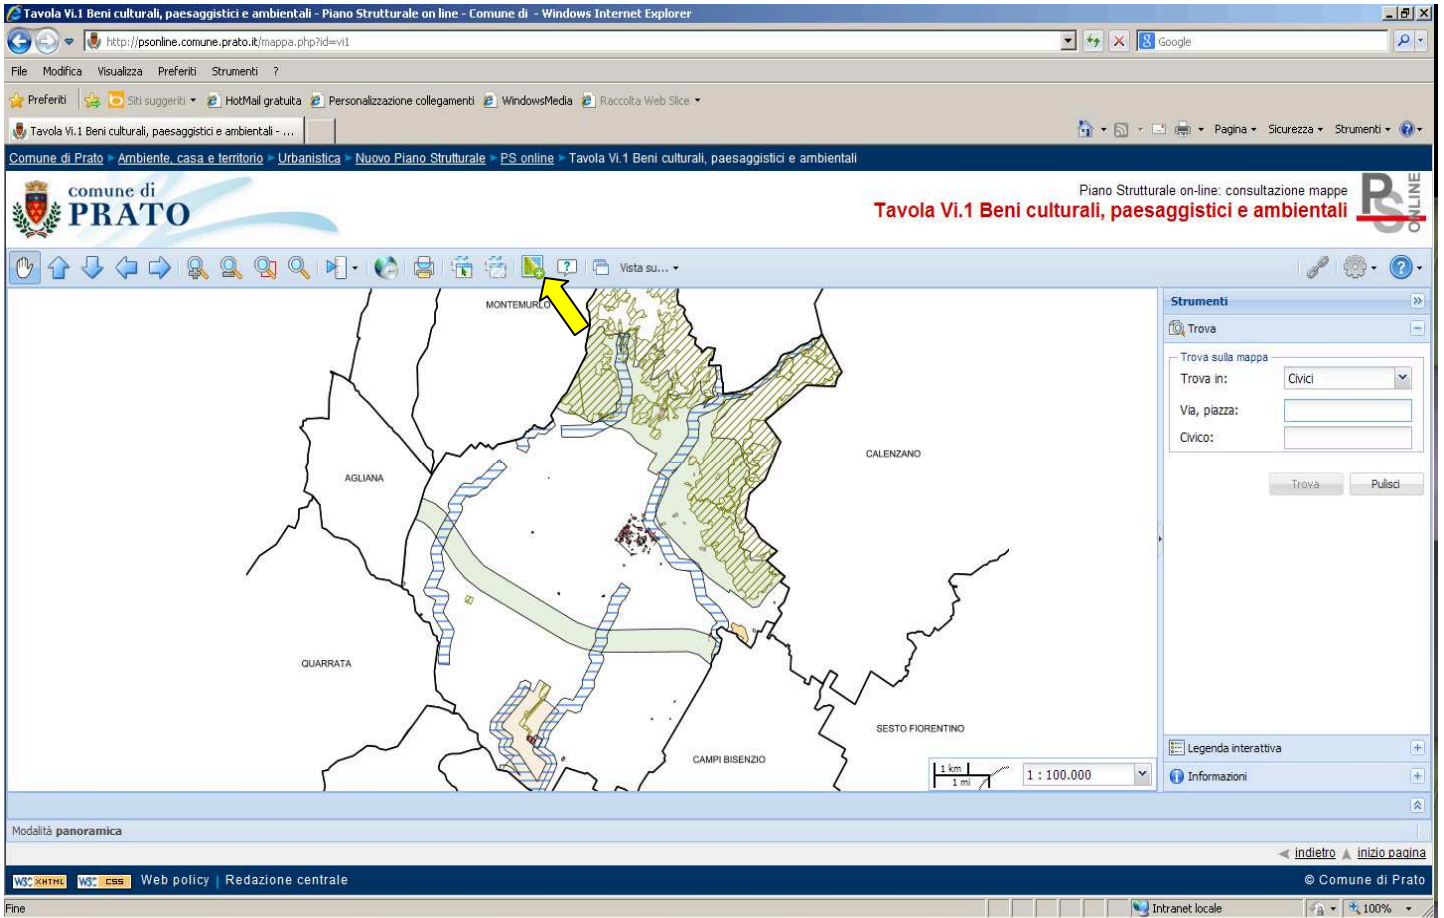 Tavola Vi.1 Beni culturali, paesaggistici e ambientali - Piano Strutturale on line - Comune di - Windows Internet Explorer
http://psonline.comune.prato.it/mappa.php?id=vi1
Google
File Modifica Visualizza Preferiti Strumenti ?
Preferiti Siti suggeriti HotMail gratuita Personalizzazione collegamenti WindowsMedia Raccolta Web Slice
Tavola Vi.1 Beni culturali, paesaggistici e ambientali - ...
Pagina Sicurezza Strumenti
Comune di Prato > Ambiente, casa e territorio > Urbanistica > Nuovo Piano Strutturale > PS online > Tavola Vi.1 Beni culturali, paesaggistici e ambientali
comune di
PRATO
Piano Strutturale on-line: consultazione mappe
Tavola Vi.1 Beni culturali, paesaggistici e ambientali
PS ONLINE
Vista su...
MONTEMURLO
CALENZANO
AGLIANA
QUARRATA
SESTO FIORENTINO
CAMPI BISENZIO
1 km
1 mi
1 : 100.000
Strumenti
Trova
Trova sulla mappa
Trova in: Civici
Via, piazza:
Civico:
Trova Pulisci
Legenda interattiva
Informazioni
Modalità panoramica
indietro inizio pagina
W3C XHTML W3C CSS Web policy | Redazione centrale
© Comune di Prato
Fine
Intranet locale
100%